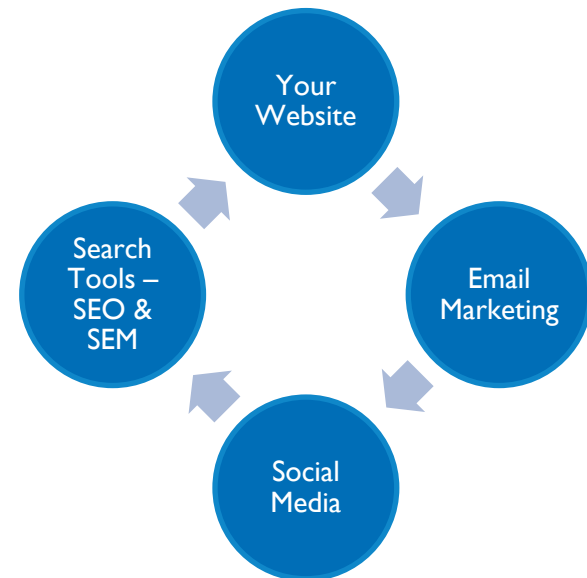 Your
Website
Email
Marketing
Social
Media
Search
Tools –
SEO &
SEM